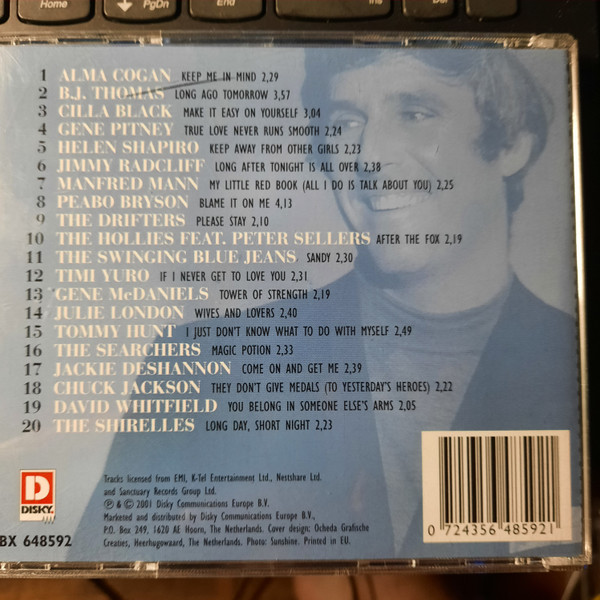 PgDn
End
Ins
Del
Home
1 ALMA COGAN KEEP ME IN MIND 2,29
2 B.J. THOMAS LONG AGO TOMORROW 3,57
3 CILLA BLACK MAKE IT EASY ON YOURSELF 3,04
4 GENE PITNEY TRUE LOVE NEVER RUNS SMOOTH 2,24
5 HELEN SHAPIRO KEEP AWAY FROM OTHER GIRLS 2,23
6 JIMMY RADCLIFF LONG AFTER TONIGHT IS ALL OVER 2,38
7 MANFRED MANN MY LITTLE RED BOOK (ALL I DO IS TALK ABOUT YOU) 2,25
8 PEABO BRYSON BLAME IT ON ME 4,13
9 THE DRIFTERS PLEASE STAY 2,10
10 THE HOLLIES FEAT. PETER SELLERS AFTER THE FOX 2,19
11 THE SWINGING BLUE JEANS SANDY 2,30
12 TIMI YURO IF I NEVER GET TO LOVE YOU 2,31
13 GENE McDANIELS TOWER OF STRENGTH 2,19
14 JULIE LONDON WIVES AND LOVERS 2,40
15 TOMMY HUNT I JUST DON'T KNOW WHAT TO DO WITH MYSELF 2,49
16 THE SEARCHERS MAGIC POTION 2,33
17 JACKIE DESHANNON COME ON AND GET ME 2,39
18 CHUCK JACKSON THEY DON'T GIVE MEDALS (TO YESTERDAY'S HEROES) 2,22
19 DAVID WHITFIELD YOU BELONG IN SOMEONE ELSE'S ARMS 2,05
20 THE SHIRELLES LONG DAY, SHORT NIGHT 2,23
D
DISKY
BX 648592
Tracks licensed from EMI, K-Tel Entertainment Ltd., Nestshare Ltd.
and Sanctuary Records Group Ltd.
℗ & © 2001 Disky Communications Europe B.V.
Marketed and distributed by Disky Communications Europe B.V.,
P.O. Box 249, 1620 AE Hoorn, The Netherlands. Cover design; Ocheda Grafische
Creaties, Heerhugowaard, The Netherlands. Photo: Sunshine. Printed in EU.
0 724356 485921